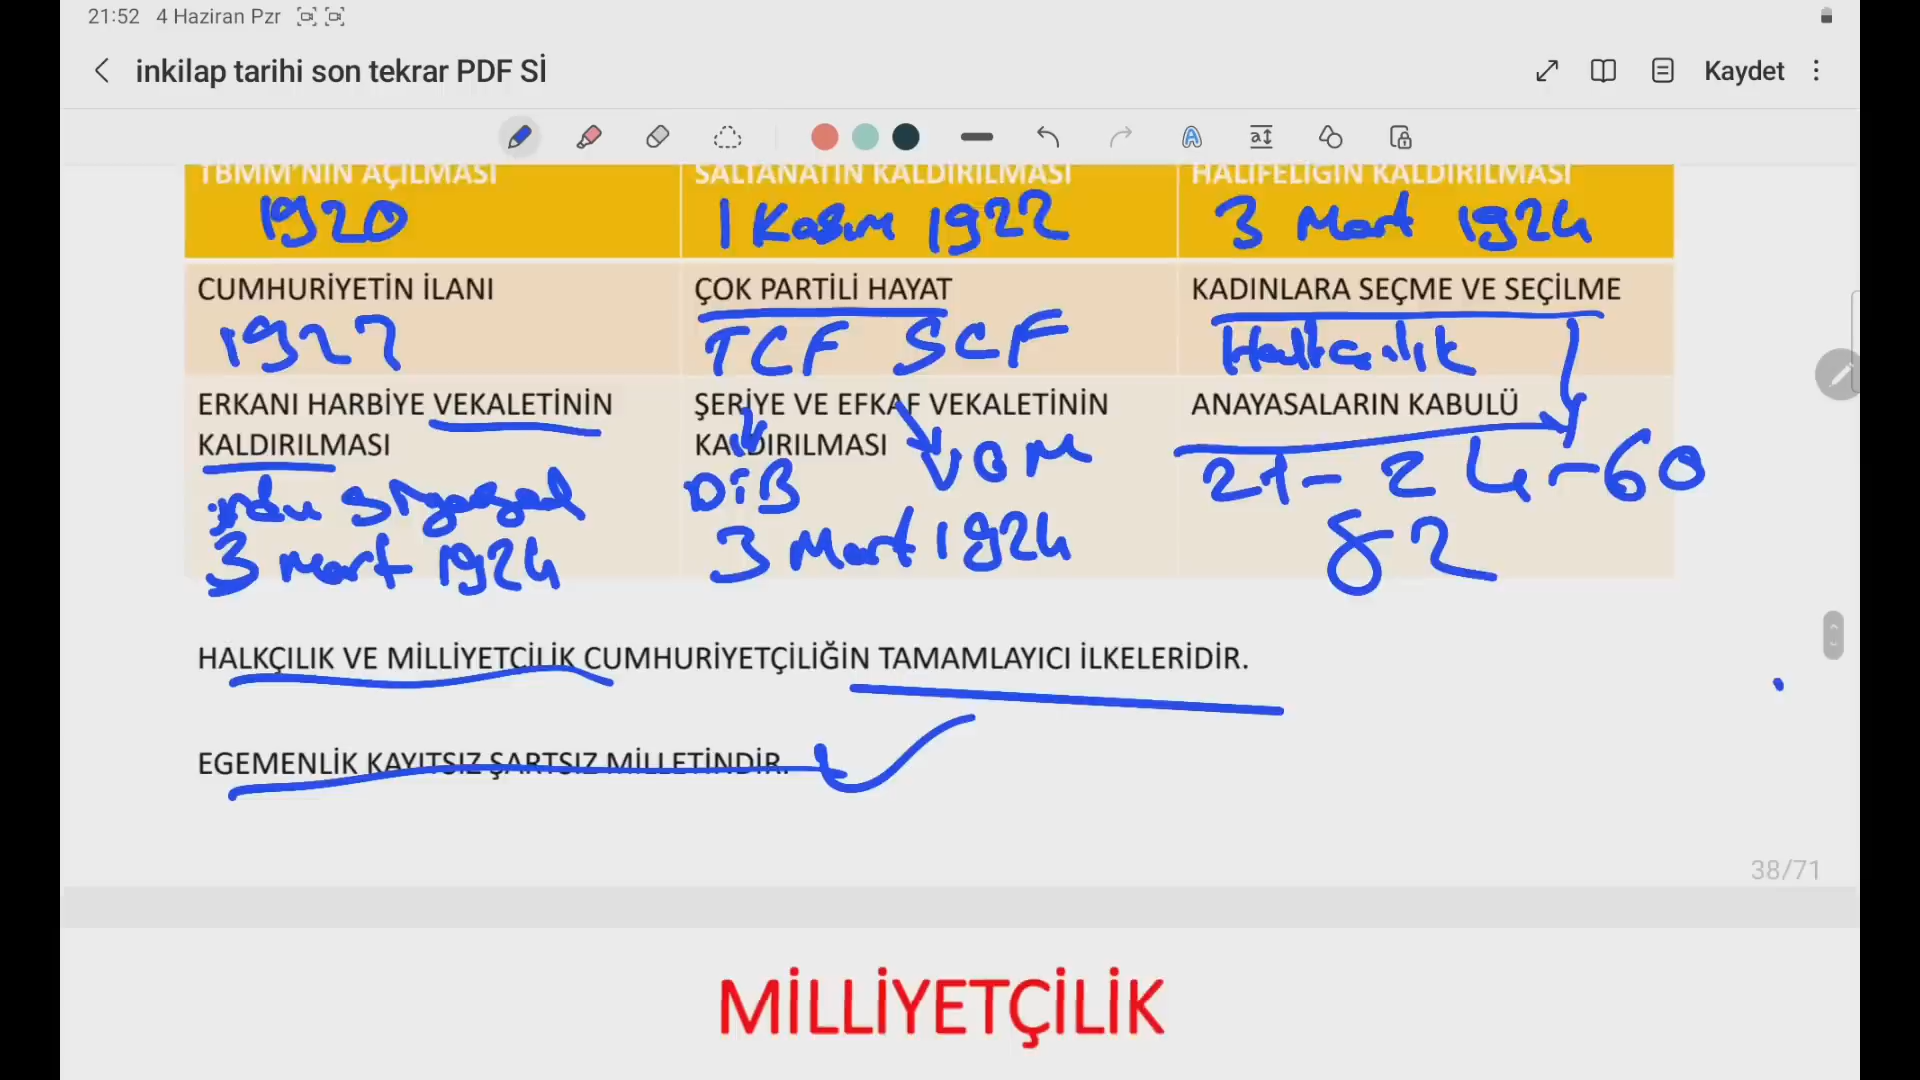 21:52 4 Haziran Pzr
inkilap tarihi son tekrar PDF Sİ
Kaydet
TBMM'NİN AÇILMASI SALTANATIN KALDIRILMASI HALİFELİĞİN KALDIRILMASI
1920 1 Kasım 1922 3 Mart 1924
CUMHURİYETİN İLANI ÇOK PARTİLİ HAYAT KADINLARA SEÇME VE SEÇİLME
TCF SCF Halkçılık
ERKANI HARBİYE VEKALETİNİN ŞERİYE VE EFKAF VEKALETİNİN ANAYASALARIN KABULÜ
KALDIRILMASI KALDIRILMASI
DİB VGM 21-24-60
3 Mart 1924 3 Mart 1924 82
HALKÇILIK VE MİLLİYETÇİLİK CUMHURİYETÇİLİĞİN TAMAMLAYICI İLKELERİDİR.
EGEMENLİK KAYITSIZ ŞARTSIZ MİLLETİNDİR.
38/71
MİLLİYETÇİLİK